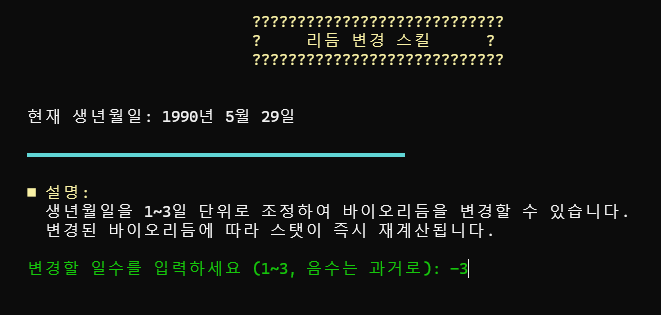 ????????????????????????????
? 리듬 변경 스킬 ?
????????????????????????????
현재 생년월일: 1990년 5월 29일
■ 설명:
생년월일을 1~3일 단위로 조정하여 바이오리듬을 변경할 수 있습니다.
변경된 바이오리듬에 따라 스탯이 즉시 재계산됩니다.
변경할 일수를 입력하세요 (1~3, 음수는 과거로): -3